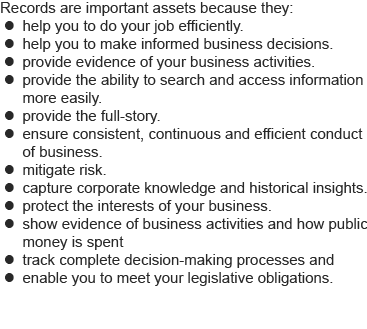 Records are important assets because they:
● help you to do your job efficiently.
● help you to make informed business decisions.
● provide evidence of your business activities.
● provide the ability to search and access information
more easily.
● provide the full-story.
● ensure consistent, continuous and efficient conduct
of business.
● mitigate risk.
● capture corporate knowledge and historical insights.
● protect the interests of your business.
● show evidence of business activities and how public
money is spent
● track complete decision-making processes and
● enable you to meet your legislative obligations.